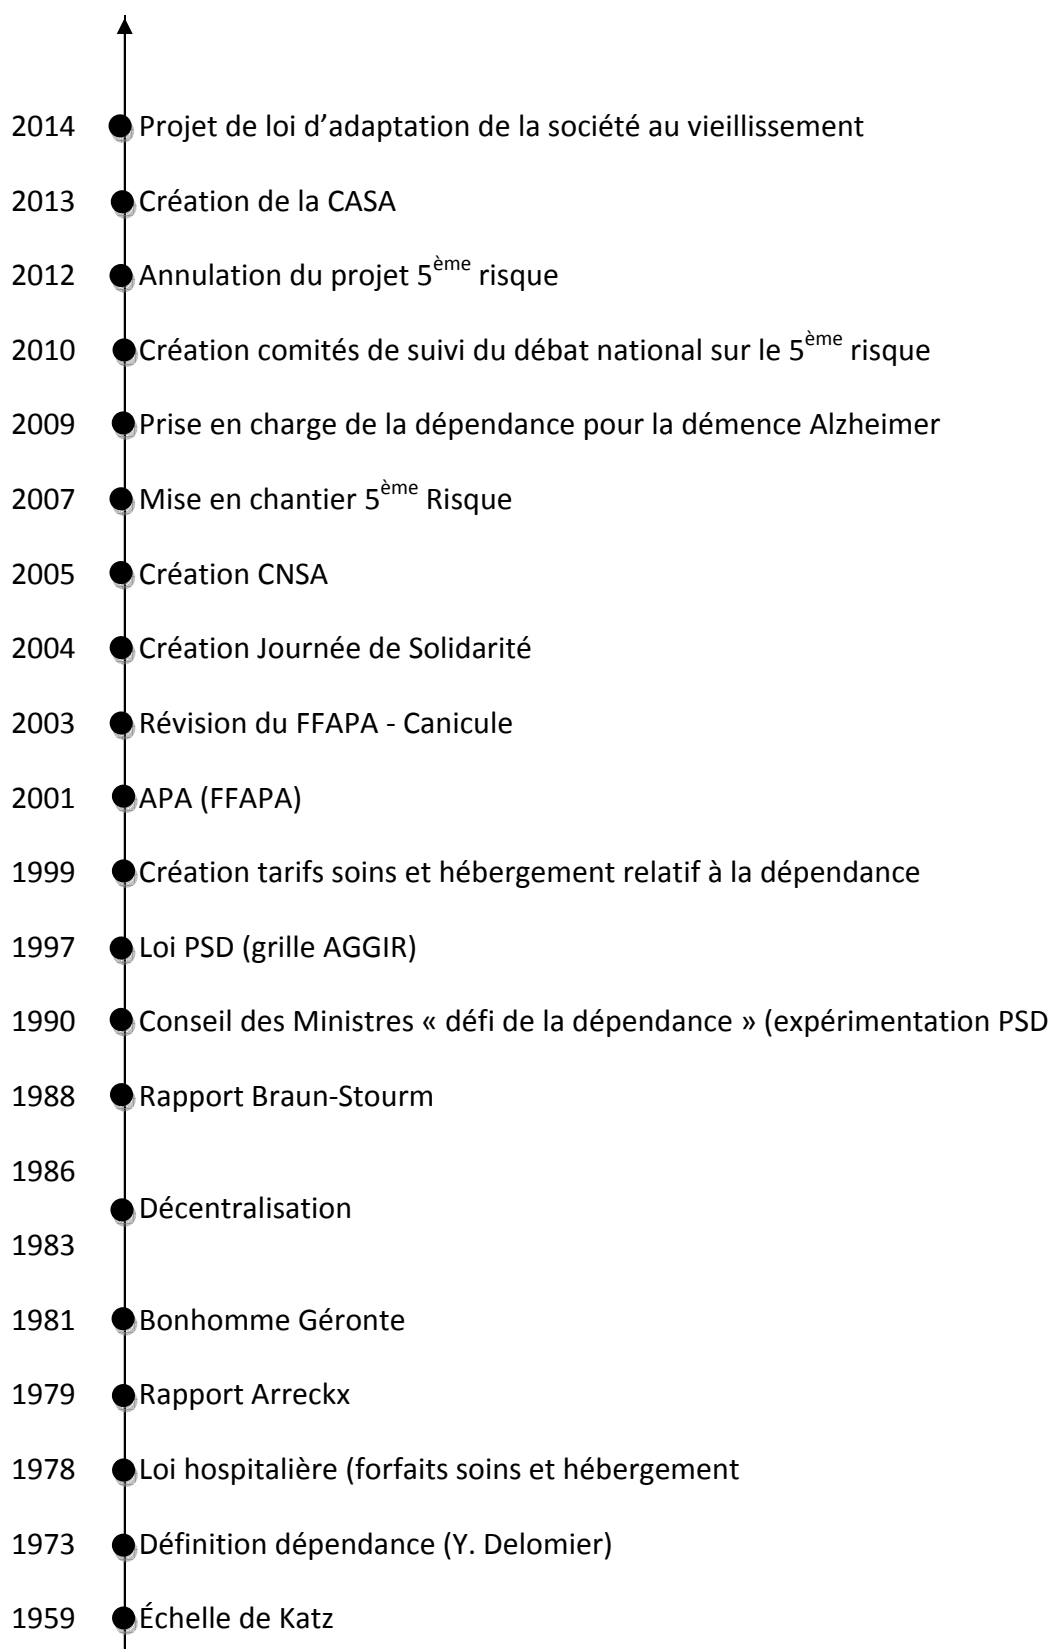 2014 Projet de loi d’adaptation de la société au vieillissement
2013 Création de la CASA
2012 Annulation du projet 5ème risque
2010 Création comités de suivi du débat national sur le 5ème risque
2009 Prise en charge de la dépendance pour la démence Alzheimer
2007 Mise en chantier 5ème Risque
2005 Création CNSA
2004 Création Journée de Solidarité
2003 Révision du FFAPA - Canicule
2001 APA (FFAPA)
1999 Création tarifs soins et hébergement relatif à la dépendance
1997 Loi PSD (grille AGGIR)
1990 Conseil des Ministres « défi de la dépendance » (expérimentation PSD
1988 Rapport Braun-Stourm
1986
Décentralisation
1983
1981 Bonhomme Géronte
1979 Rapport Arreckx
1978 Loi hospitalière (forfaits soins et hébergement
1973 Définition dépendance (Y. Delomier)
1959 Échelle de Katz